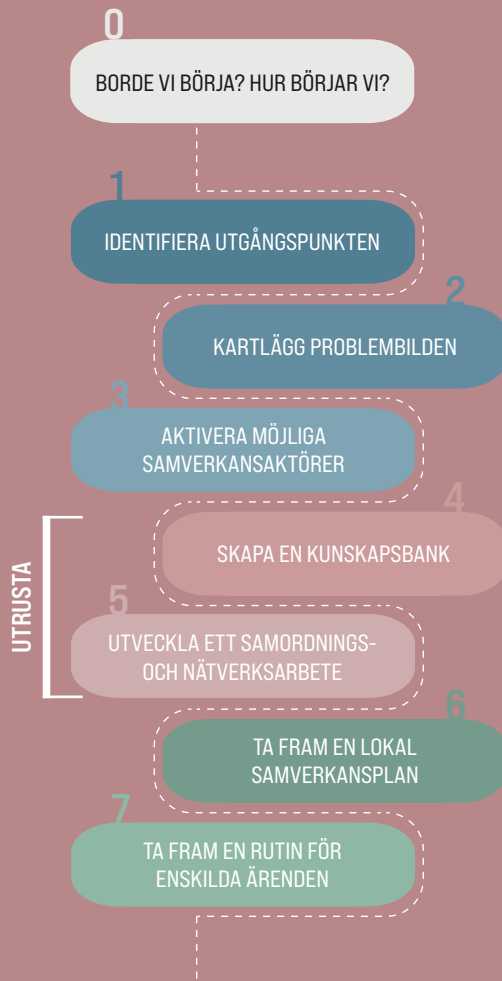 0
BORDE VI BÖRJA? HUR BÖRJAR VI?
1
IDENTIFIERA UTGÅNGSPUNKTEN
2
KARTLÄGG PROBLEMBILDEN
3
AKTIVERA MÖJLIGA
SAMVERKANSAKTÖRER
4
SKAPA EN KUNSKAPSBANK
UTRUSTA
5
UTVECKLA ETT SAMORDNINGS-
OCH NÄTVERKSARBETE
6
TA FRAM EN LOKAL
SAMVERKANSPLAN
7
TA FRAM EN RUTIN FÖR
ENSKILDA ÄRENDEN